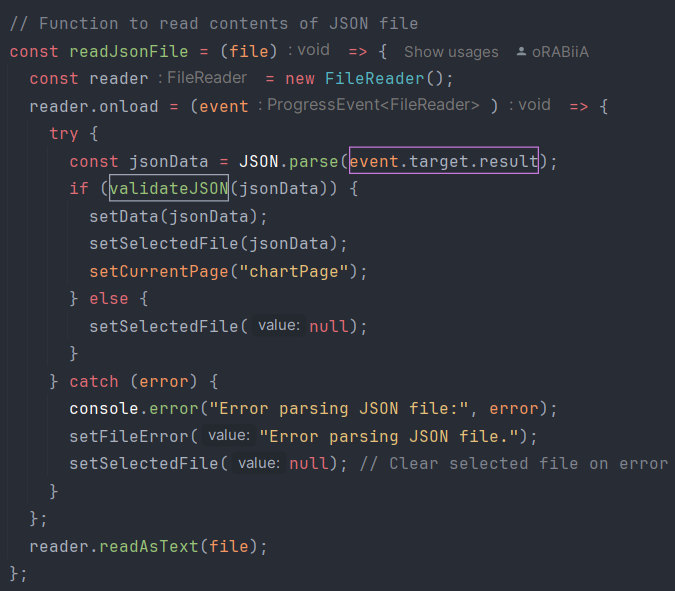 // Function to read contents of JSON file
const readJsonFile = (file) : void => { Show usages oRABiiA
const reader : FileReader = new FileReader();
reader.onload = (event : ProgressEvent<FileReader> ) : void => {
try {
const jsonData = JSON.parse(event.target.result);
if (validateJSON(jsonData)) {
setData(jsonData);
setSelectedFile(jsonData);
setCurrentPage("chartPage");
} else {
setSelectedFile( value: null);
}
} catch (error) {
console.error("Error parsing JSON file:", error);
setFileError( value: "Error parsing JSON file.");
setSelectedFile( value: null); // Clear selected file on error
}
};
reader.readAsText(file);
};